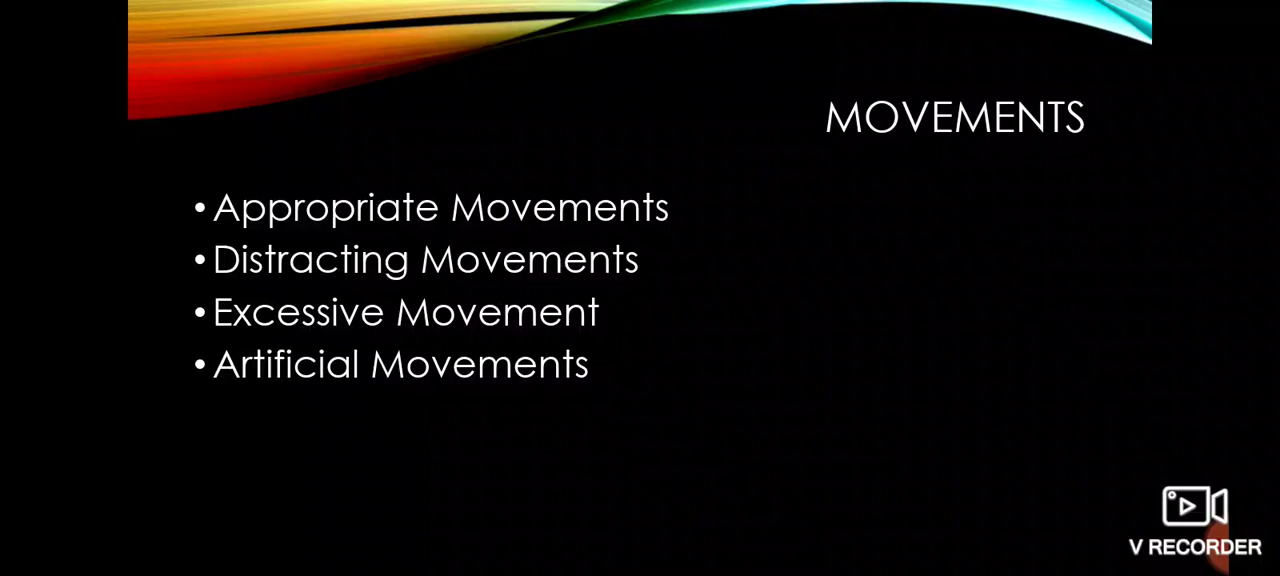 MOVEMENTS
• Appropriate Movements
• Distracting Movements
• Excessive Movement
• Artificial Movements
V RECORDER